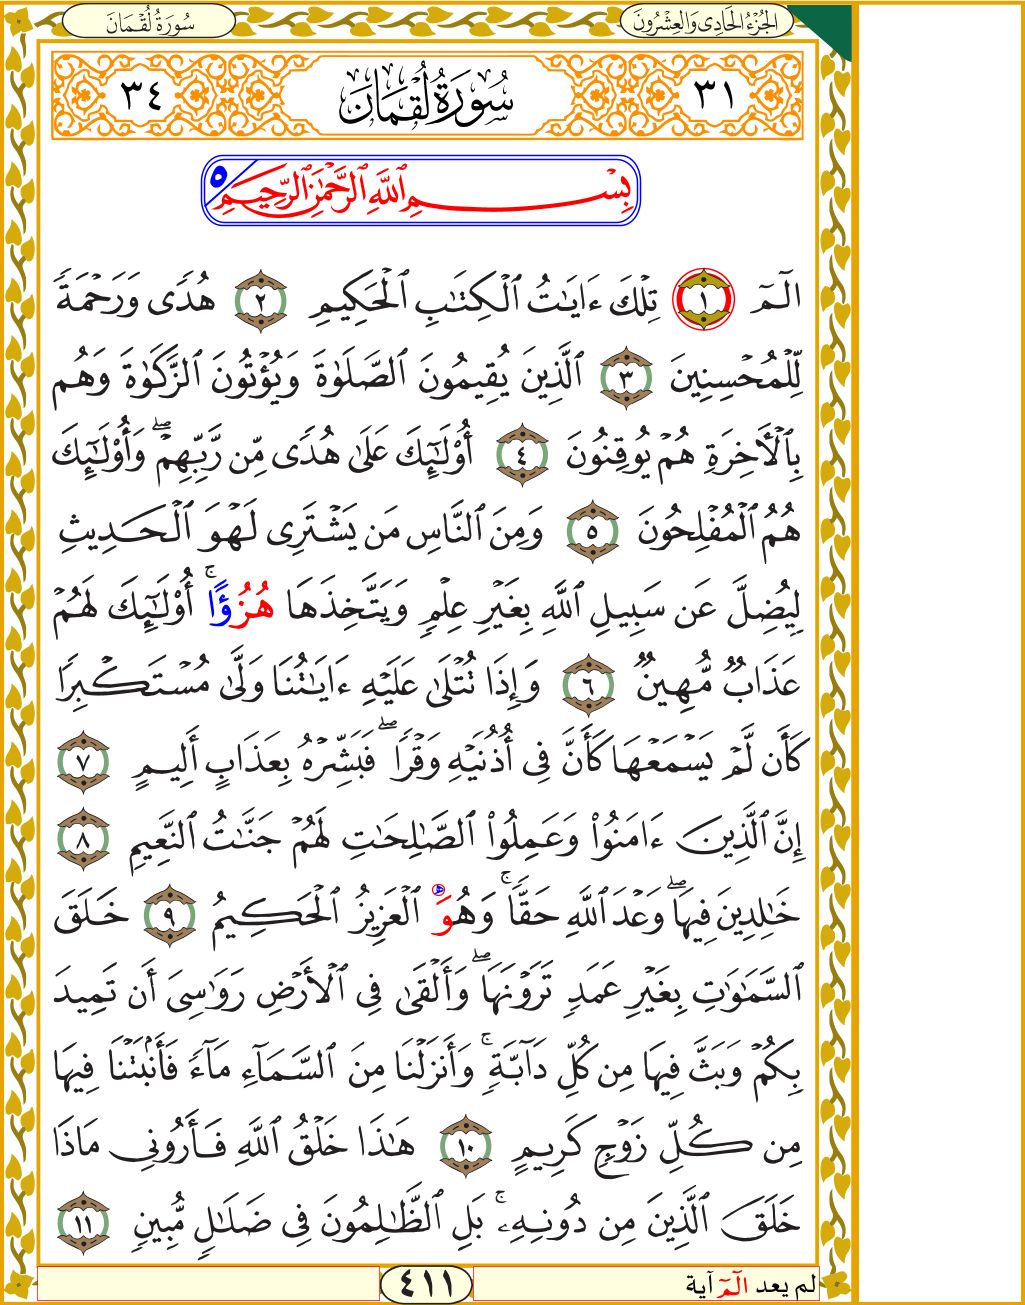 الجُزْءُ الحَادِي وَالعِشْرُونَ
سُورَةُ لُقْمَانَ
٣١ سُورَةُ لُقْمَانَ ٣٤
بِسْمِ ٱللَّهِ ٱلرَّحْمَٰنِ ٱلرَّحِيمِ ٥
الٓمٓ ١ تِلْكَ ءَايَٰتُ ٱلْكِتَٰبِ ٱلْحَكِيمِ ٢ هُدًى وَرَحْمَةً
لِّلْمُحْسِنِينَ ٣ ٱلَّذِينَ يُقِيمُونَ ٱلصَّلَوٰةَ وَيُؤْتُونَ ٱلزَّكَوٰةَ وَهُم
بِٱلْأَخِرَةِ هُمْ يُوقِنُونَ ٤ أُوْلَٰٓئِكَ عَلَىٰ هُدًى مِّن رَّبِّهِمْۖ وَأُوْلَٰٓئِكَ
هُمُ ٱلْمُفْلِحُونَ ٥ وَمِنَ ٱلنَّاسِ مَن يَشْتَرِى لَهْوَ ٱلْحَدِيثِ
لِيُضِلَّ عَن سَبِيلِ ٱللَّهِ بِغَيْرِ عِلْمٍ وَيَتَّخِذَهَا هُزُؤًاۚ أُوْلَٰٓئِكَ لَهُمْ
عَذَابٌ مُّهِينٌ ٦ وَإِذَا تُتْلَىٰ عَلَيْهِ ءَايَٰتُنَا وَلَّىٰ مُسْتَكْبِرًا
كَأَن لَّمْ يَسْمَعْهَا كَأَنَّ فِى أُذُنَيْهِ وَقْرًاۖ فَبَشِّرْهُ بِعَذَابٍ أَلِيمٍ ٧
إِنَّ ٱلَّذِينَ ءَامَنُواْ وَعَمِلُواْ ٱلصَّٰلِحَٰتِ لَهُمْ جَنَّٰتُ ٱلنَّعِيمِ ٨
خَٰلِدِينَ فِيهَاۖ وَعْدَ ٱللَّهِ حَقًّاۚ وَهُوَ ٱلْعَزِيزُ ٱلْحَكِيمُ ٩ خَلَقَ
ٱلسَّمَٰوَٰتِ بِغَيْرِ عَمَدٍ تَرَوْنَهَاۖ وَأَلْقَىٰ فِى ٱلْأَرْضِ رَوَٰسِىَ أَن تَمِيدَ
بِكُمْ وَبَثَّ فِيهَا مِن كُلِّ دَآبَّةٍۚ وَأَنزَلْنَا مِنَ ٱلسَّمَآءِ مَآءً فَأَنۢبَتْنَا فِيهَا
مِن كُلِّ زَوْجٍ كَرِيمٍ ١٠ هَٰذَا خَلْقُ ٱللَّهِ فَأَرُونِى مَاذَا
خَلَقَ ٱلَّذِينَ مِن دُونِهِۦۚ بَلِ ٱلظَّٰلِمُونَ فِى ضَلَٰلٍ مُّبِينٍ ١١
لم يعد الٓمٓ آية
٤١١